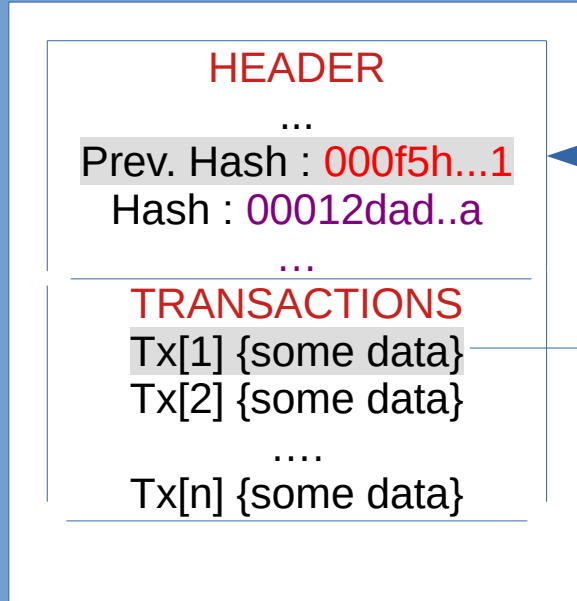 HEADER
...
Prev. Hash : 000f5h...1
Hash : 00012dad..a
...
TRANSACTIONS
Tx[1] {some data}
Tx[2] {some data}
....
Tx[n] {some data}